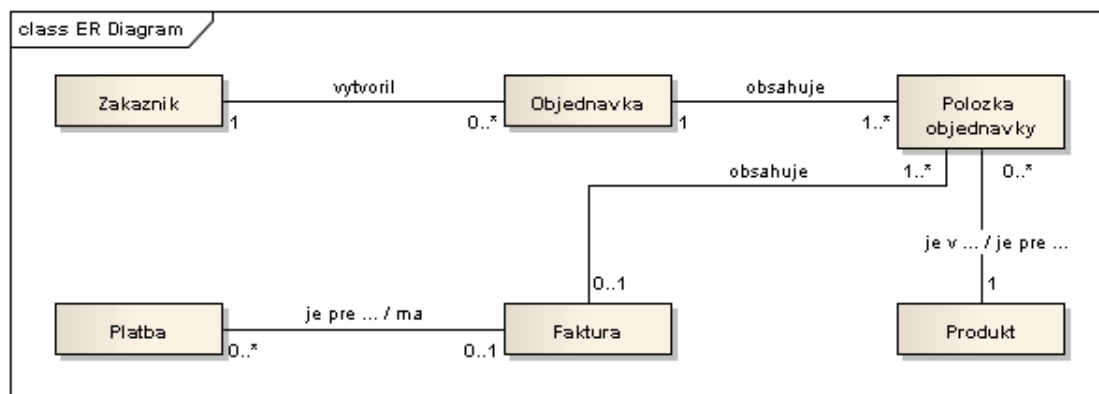 class ER Diagram
Zakaznik
vytvoril
1
0..*
Objednavka
obsahuje
1
1..*
Polozka
objednavky
obsahuje
1..*
0..*
je v ... / je pre ...
0..1
1
Platba
je pre ... / ma
0..*
0..1
Faktura
Produkt